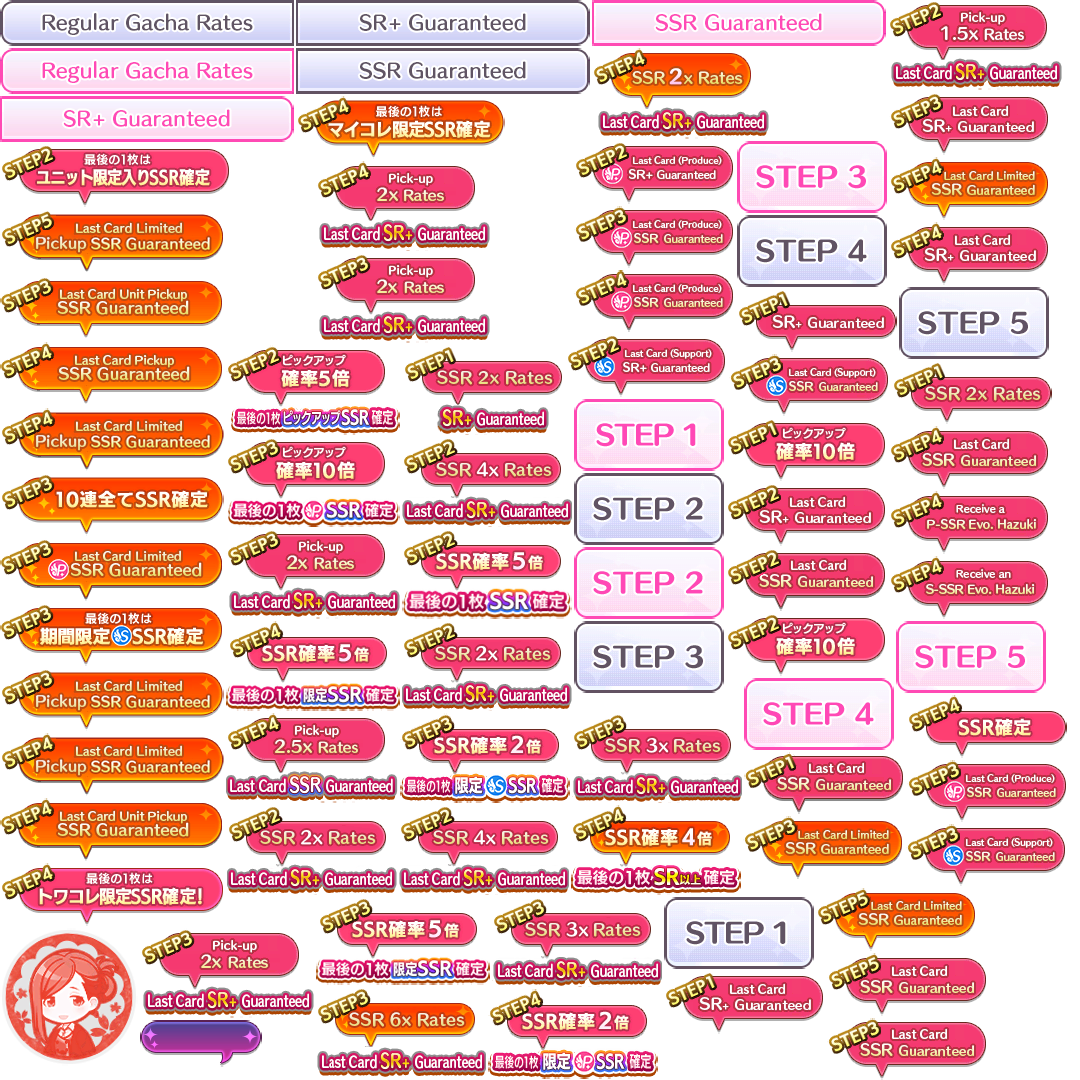 Regular Gacha Rates
SR+ Guaranteed
SSR Guaranteed
STEP2
Pick-up
1.5x Rates
Last Card SR+ Guaranteed
Regular Gacha Rates
SSR Guaranteed
STEP4
SSR 2x Rates
Last Card SR+ Guaranteed
STEP3
Last Card
SR+ Guaranteed
SR+ Guaranteed
STEP4
最後の1枚は
マイコレ限定SSR確定
STEP2
最後の1枚は
ユニット限定入りSSR確定
STEP4
Pick-up
2x Rates
Last Card SR+ Guaranteed
STEP2
Last Card (Produce)
P SR+ Guaranteed
STEP 3
STEP4
Last Card Limited
SSR Guaranteed
STEP5
Last Card Limited
Pickup SSR Guaranteed
STEP3
Last Card (Produce)
P SSR Guaranteed
STEP 4
STEP4
Last Card
SR+ Guaranteed
STEP3
Last Card Unit Pickup
SSR Guaranteed
STEP3
Pick-up
2x Rates
Last Card SR+ Guaranteed
STEP4
Last Card (Produce)
P SSR Guaranteed
STEP1
SR+ Guaranteed
STEP 5
STEP4
Last Card Pickup
SSR Guaranteed
STEP2
ピックアップ
確率5倍
最後の1枚ピックアップSSR確定
STEP1
SSR 2x Rates
SR+ Guaranteed
STEP2
Last Card (Support)
S SR+ Guaranteed
STEP3
Last Card (Support)
S SSR Guaranteed
STEP1
SSR 2x Rates
STEP4
Last Card Limited
Pickup SSR Guaranteed
STEP3
ピックアップ
確率10倍
最後の1枚 P SSR確定
STEP2
SSR 4x Rates
Last Card SR+ Guaranteed
STEP 1
STEP1
ピックアップ
確率10倍
STEP4
Last Card
SSR Guaranteed
STEP3
10連全てSSR確定
STEP 2
STEP2
Last Card
SR+ Guaranteed
STEP4
Receive a
P-SSR Evo. Hazuki
STEP3
Last Card Limited
P SSR Guaranteed
STEP3
Pick-up
2x Rates
Last Card SR+ Guaranteed
STEP2
SSR確率5倍
最後の1枚 SSR 確定
STEP 2
STEP2
Last Card
SSR Guaranteed
STEP4
Receive an
S-SSR Evo. Hazuki
STEP3
最後の1枚は
期間限定 S SSR確定
STEP4
SSR確率5倍
最後の1枚 限定SSR 確定
STEP2
SSR 2x Rates
Last Card SR+ Guaranteed
STEP 3
STEP2
ピックアップ
確率10倍
STEP 5
STEP3
Last Card Limited
Pickup SSR Guaranteed
STEP4
Pick-up
2.5x Rates
Last Card SSR Guaranteed
STEP3
SSR確率2倍
最後の1枚 限定 S SSR 確定
STEP3
SSR 3x Rates
Last Card SR+ Guaranteed
STEP 4
STEP4
SSR確定
STEP4
Last Card Limited
Pickup SSR Guaranteed
STEP1
Last Card
SSR Guaranteed
STEP3
Last Card (Produce)
P SSR Guaranteed
STEP4
Last Card Unit Pickup
SSR Guaranteed
STEP2
SSR 2x Rates
Last Card SR+ Guaranteed
STEP2
SSR 4x Rates
Last Card SR+ Guaranteed
STEP4
SSR確率4倍
最後の1枚 SR以上 確定
STEP3
Last Card Limited
SSR Guaranteed
STEP3
Last Card (Support)
S SSR Guaranteed
STEP4
最後の1枚は
トワコレ限定SSR確定!
STEP3
SSR確率5倍
最後の1枚 限定SSR 確定
STEP3
SSR 3x Rates
Last Card SR+ Guaranteed
STEP 1
STEP5
Last Card Limited
SSR Guaranteed
STEP3
Pick-up
2x Rates
Last Card SR+ Guaranteed
STEP5
Last Card
SSR Guaranteed
STEP3
SSR 6x Rates
Last Card SR+ Guaranteed
STEP4
SSR確率2倍
最後の1枚 限定 P SSR 確定
STEP1
Last Card
SR+ Guaranteed
STEP3
Last Card
SSR Guaranteed